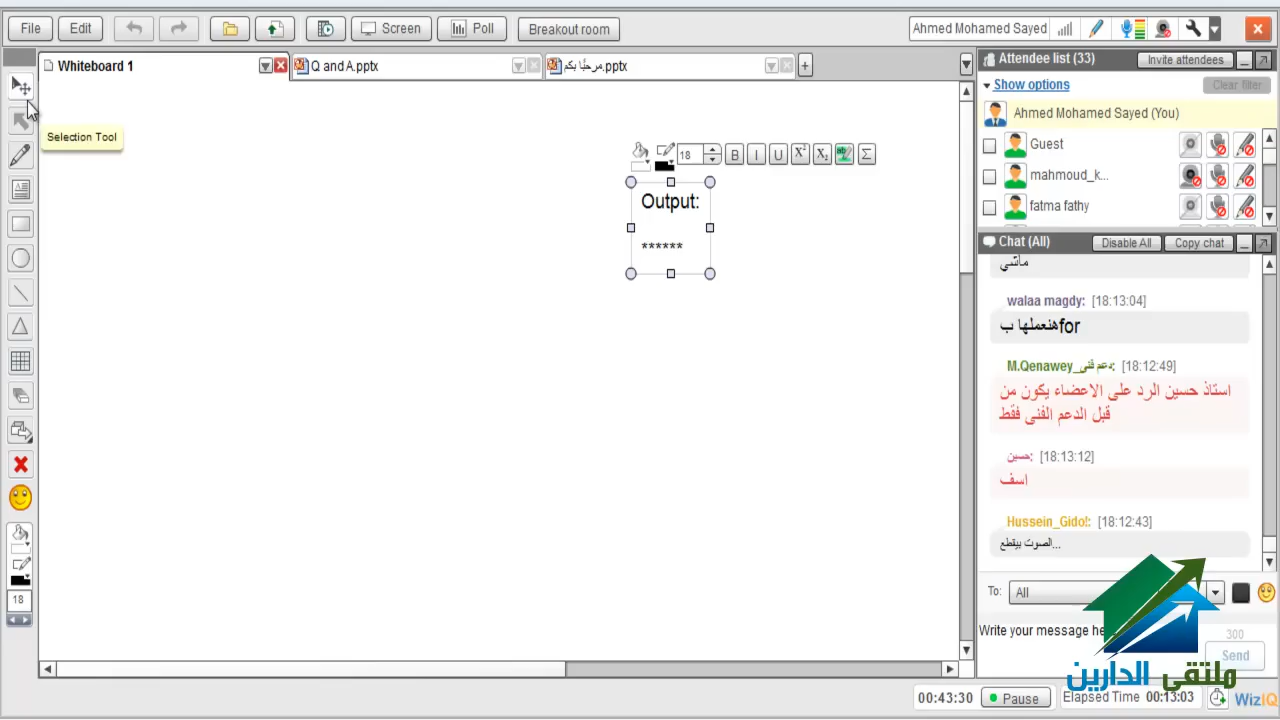 File
Edit
Screen
Poll
Breakout room
Ahmed Mohamed Sayed
Whiteboard 1
Q and A.pptx
مرحبًا بكم.pptx
Selection Tool
18
B I U X² X₂ Σ
Output:
******
18
Attendee list (33)
Invite attendees
Show options
Clear filter
Ahmed Mohamed Sayed (You)
Guest
mahmoud_k...
fatma fathy
Chat (All)
Disable All
Copy chat
ماشي
walaa magdy: [18:13:04]
هنعملها ب for
M.Qenawey_دعم فنى: [18:12:49]
استاذ حسين الرد على الاعضاء يكون من
قبل الدعم الفنى فقط
حسين: [18:13:12]
اسف
Hussein_Gido!: [18:12:43]
الصوت بيقطع...
To: All
Write your message he
300
Send
ملتقى الدارين
00:43:30
Pause
Elapsed Time 00:13:03
WizIQ